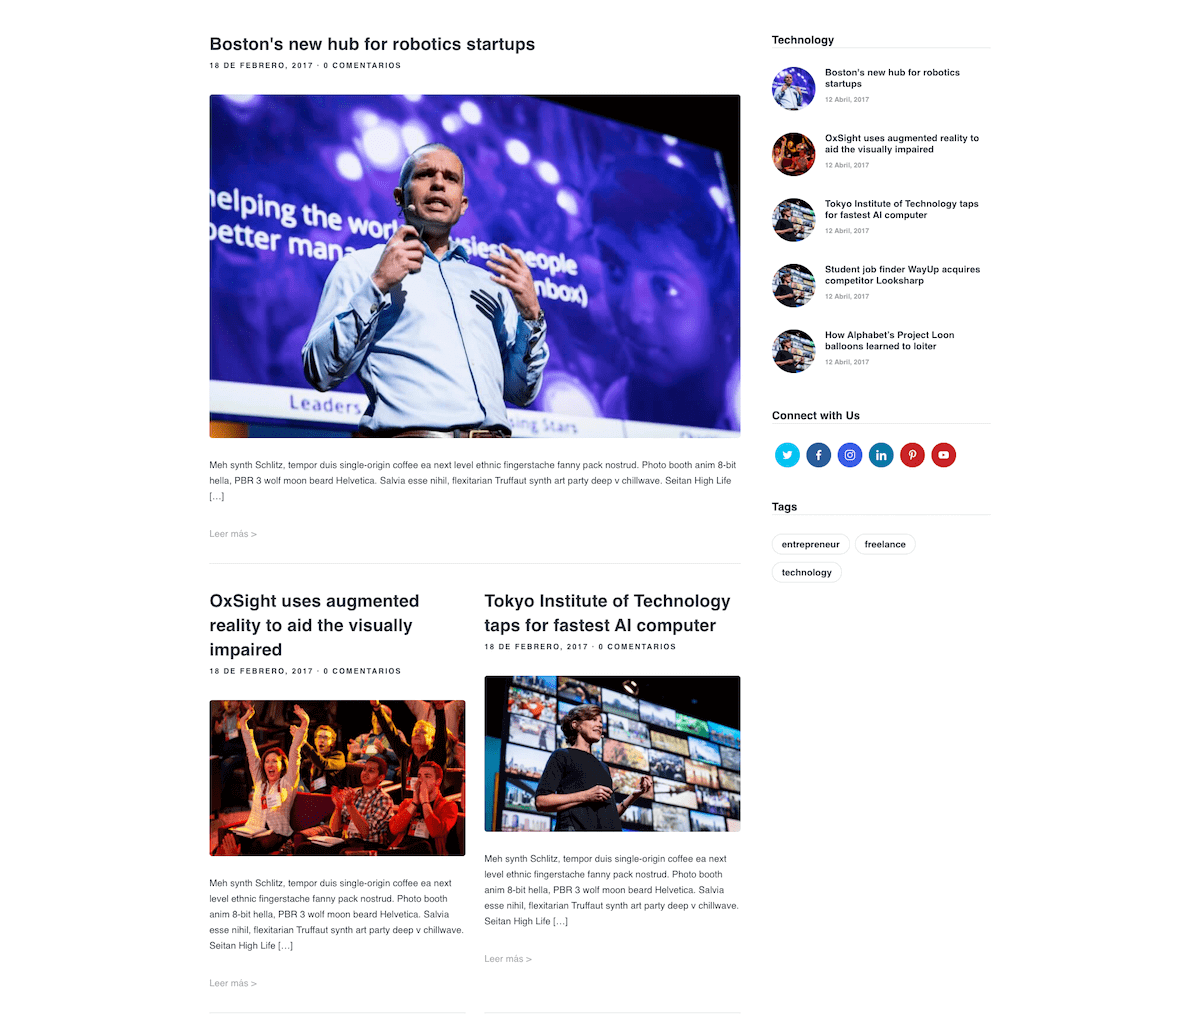 Boston's new hub for robotics startups
18 DE FEBRERO, 2017 · 0 COMENTARIOS
elping the wor
busiest people
better man
inbox)
Leaders
sing Stars
Meh synth Schlitz, tempor duis single-origin coffee ea next level ethnic fingerstache fanny pack nostrud. Photo booth anim 8-bit
hella, PBR 3 wolf moon beard Helvetica. Salvia esse nihil, flexitarian Truffaut synth art party deep v chillwave. Seitan High Life
[…]
Leer más >
OxSight uses augmented
reality to aid the visually
impaired
18 DE FEBRERO, 2017 · 0 COMENTARIOS
Meh synth Schlitz, tempor duis single-origin coffee ea next
level ethnic fingerstache fanny pack nostrud. Photo booth
anim 8-bit hella, PBR 3 wolf moon beard Helvetica. Salvia
esse nihil, flexitarian Truffaut synth art party deep v chillwave.
Seitan High Life […]
Leer más >
Tokyo Institute of Technology
taps for fastest AI computer
18 DE FEBRERO, 2017 · 0 COMENTARIOS
Meh synth Schlitz, tempor duis single-origin coffee ea next
level ethnic fingerstache fanny pack nostrud. Photo booth
anim 8-bit hella, PBR 3 wolf moon beard Helvetica. Salvia
esse nihil, flexitarian Truffaut synth art party deep v chillwave.
Seitan High Life […]
Leer más >
Technology
Boston's new hub for robotics
startups
12 Abril, 2017
OxSight uses augmented reality to
aid the visually impaired
12 Abril, 2017
Tokyo Institute of Technology taps
for fastest AI computer
12 Abril, 2017
Student job finder WayUp acquires
competitor Looksharp
12 Abril, 2017
How Alphabet's Project Loon
balloons learned to loiter
12 Abril, 2017
Connect with Us
Tags
entrepreneur
freelance
technology